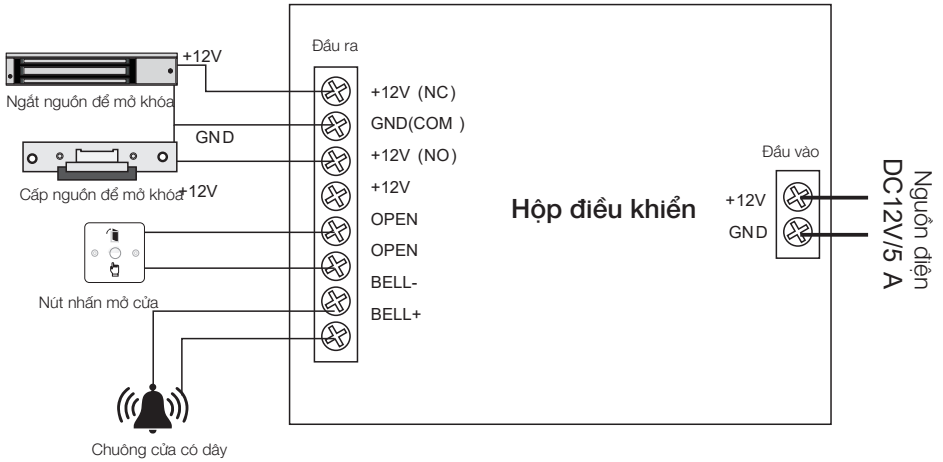 +12V
Ngắt nguồn để mở khóa
GND
Cấp nguồn để mở khóa
+12V
Nút nhấn mở cửa
Chuông cửa có dây
Đầu ra
+12V (NC)
GND(COM )
+12V (NO)
+12V
OPEN
OPEN
BELL-
BELL+
Hộp điều khiển
Đầu vào
+12V
GND
Nguồn điện
DC12V/5 A